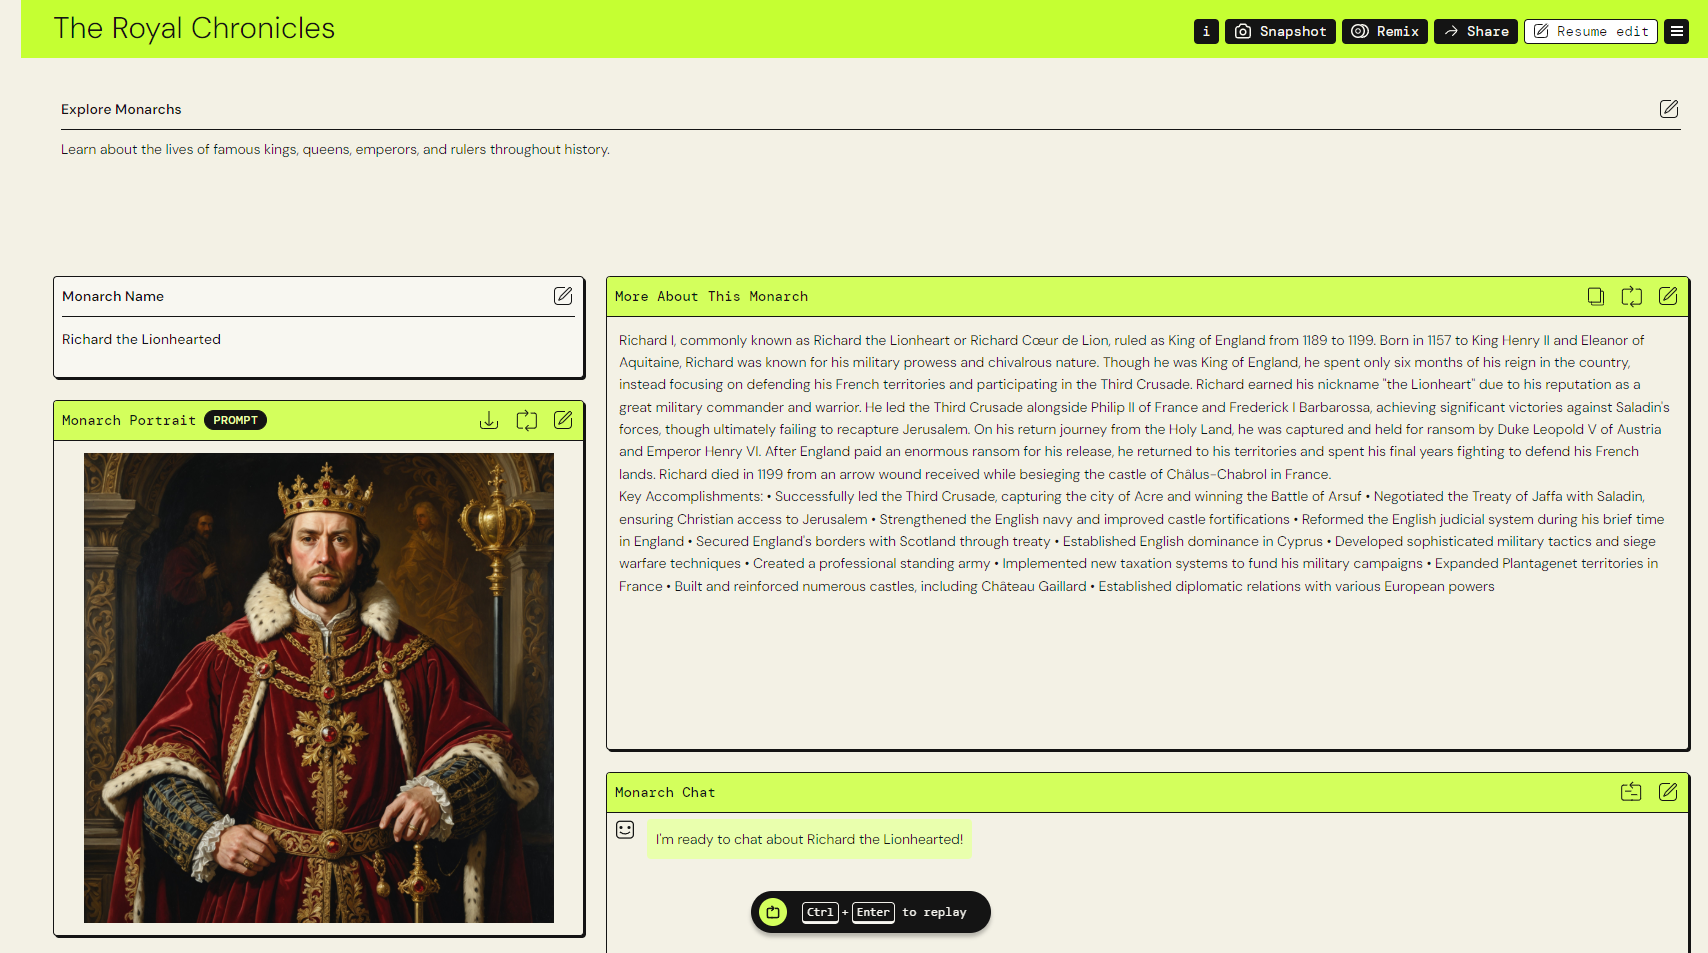 The Royal Chronicles
i
Snapshot
Remix
Share
Resume edit
Explore Monarchs
Learn about the lives of famous kings, queens, emperors, and rulers throughout history.
Monarch Name
Richard the Lionhearted
Monarch Portrait PROMPT
More About This Monarch
Richard I, commonly known as Richard the Lionheart or Richard Cœur de Lion, ruled as King of England from 1189 to 1199. Born in 1157 to King Henry II and Eleanor of
Aquitaine, Richard was known for his military prowess and chivalrous nature. Though he was King of England, he spent only six months of his reign in the country,
instead focusing on defending his French territories and participating in the Third Crusade. Richard earned his nickname "the Lionheart" due to his reputation as a
great military commander and warrior. He led the Third Crusade alongside Philip II of France and Frederick I Barbarossa, achieving significant victories against Saladin's
forces, though ultimately failing to recapture Jerusalem. On his return journey from the Holy Land, he was captured and held for ransom by Duke Leopold V of Austria
and Emperor Henry VI. After England paid an enormous ransom for his release, he returned to his territories and spent his final years fighting to defend his French
lands. Richard died in 1199 from an arrow wound received while besieging the castle of Châlus-Chabrol in France.
Key Accomplishments: • Successfully led the Third Crusade, capturing the city of Acre and winning the Battle of Arsuf • Negotiated the Treaty of Jaffa with Saladin,
ensuring Christian access to Jerusalem • Strengthened the English navy and improved castle fortifications • Reformed the English judicial system during his brief time
in England • Secured England's borders with Scotland through treaty • Established English dominance in Cyprus • Developed sophisticated military tactics and siege
warfare techniques • Created a professional standing army • Implemented new taxation systems to fund his military campaigns • Expanded Plantagenet territories in
France • Built and reinforced numerous castles, including Château Gaillard • Established diplomatic relations with various European powers
Monarch Chat
I'm ready to chat about Richard the Lionhearted!
Ctrl + Enter to replay